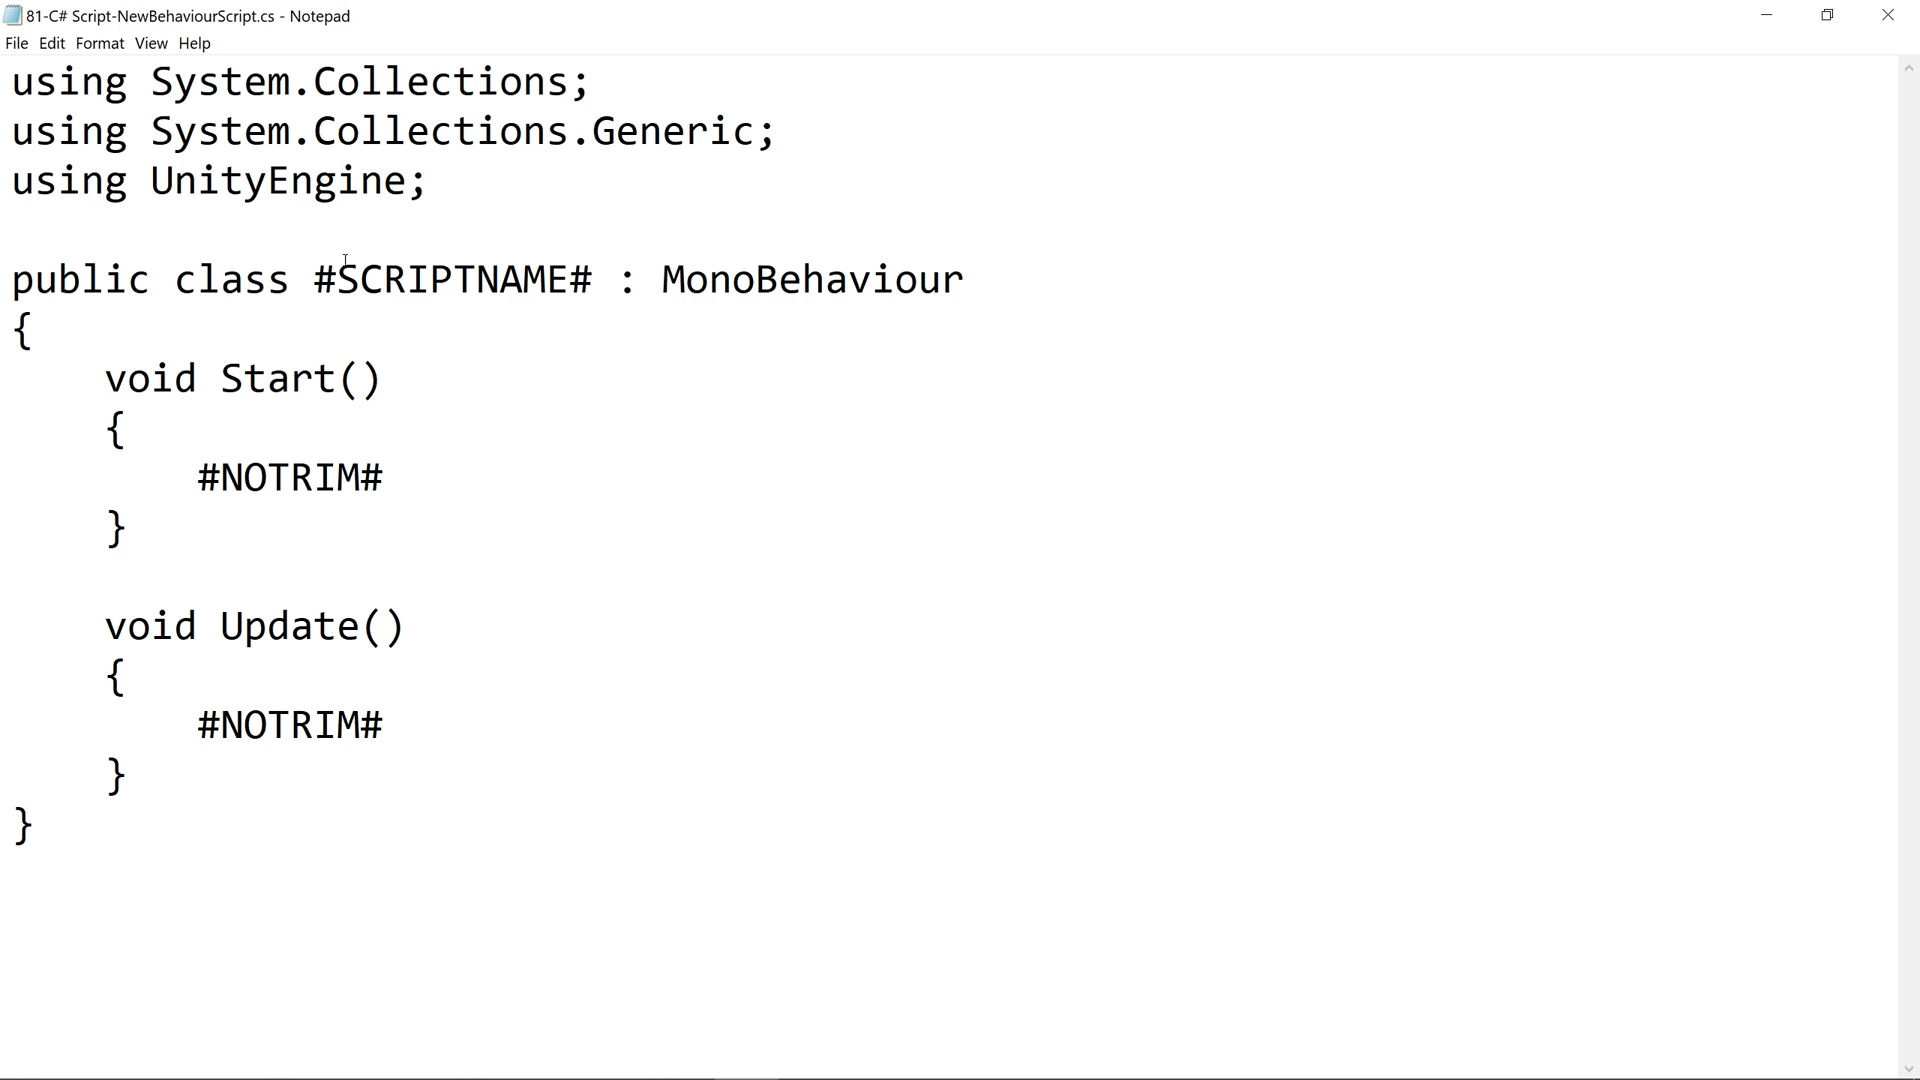 81-C# Script-NewBehaviourScript.cs - Notepad
File Edit Format View Help
using System.Collections;
using System.Collections.Generic;
using UnityEngine;

public class #SCRIPTNAME# : MonoBehaviour
{
    void Start()
    {
        #NOTRIM#
    }

    void Update()
    {
        #NOTRIM#
    }
}